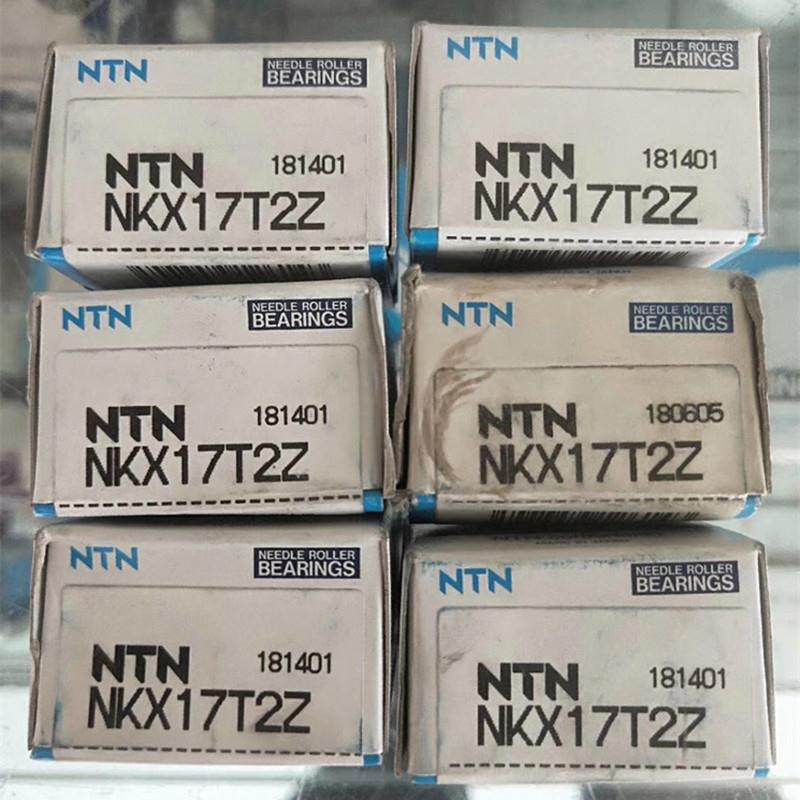 NTN
NEEDLE ROLLER
BEARINGS
NTN 181401
NKX17T2Z
NTN
NEEDLE ROLLER
BEARINGS
NTN 181401
NKX17T2Z
NTN
NEEDLE ROLLER
BEARINGS
NTN 181401
NKX17T2Z
NTN
NEEDLE ROLLER
BEARINGS
NTN 180605
NKX17T2Z
NTN
NEEDLE ROLLER
BEARINGS
NTN 181401
NKX17T2Z
NTN
NEEDLE ROLLER
BEARINGS
NTN 181401
NKX17T2Z